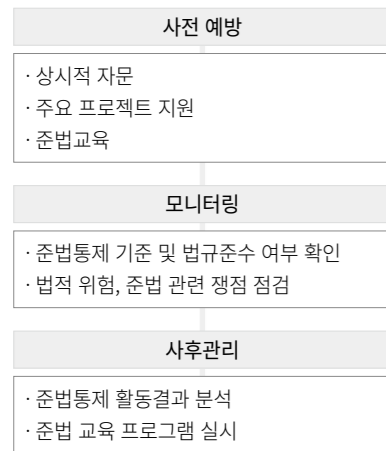 사전 예방
· 상시적 자문
· 주요 프로젝트 지원
· 준법교육
모니터링
· 준법통제 기준 및 법규준수 여부 확인
· 법적 위험, 준법 관련 쟁점 점검
사후관리
· 준법통제 활동결과 분석
· 준법 교육 프로그램 실시